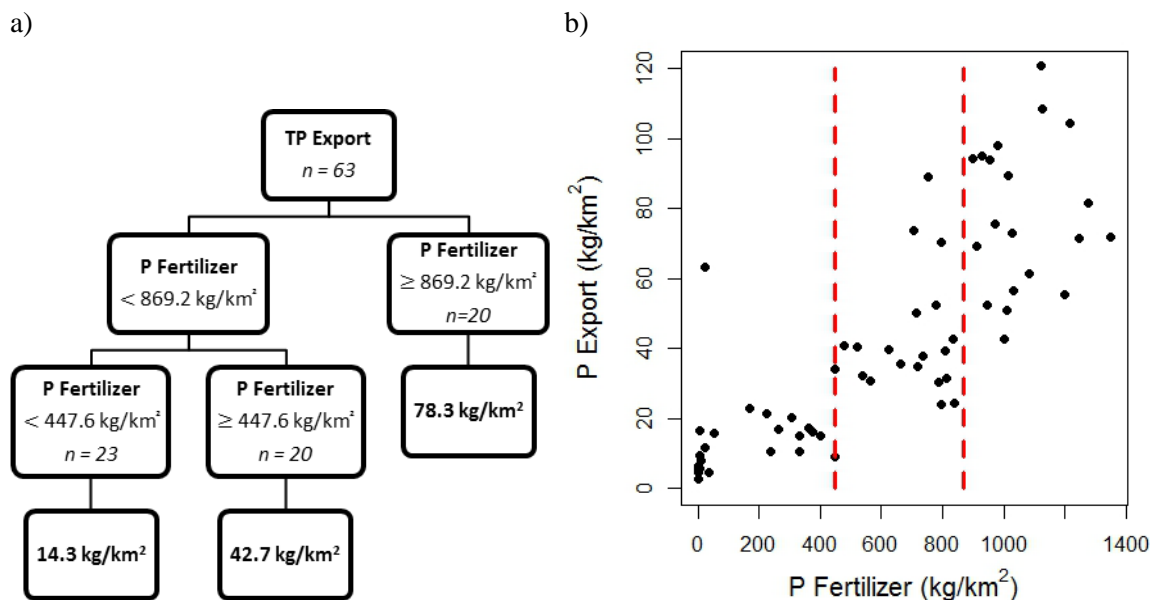 a)
TP Export
n = 63
P Fertilizer
< 869.2 kg/km²
P Fertilizer
≥ 869.2 kg/km²
n=20
P Fertilizer
< 447.6 kg/km²
n = 23
P Fertilizer
≥ 447.6 kg/km²
n = 20
78.3 kg/km²
14.3 kg/km²
42.7 kg/km²
b)
P Export (kg/km²)
120
100
80
60
40
20
0
0 200 400 600 800 1000 1400
P Fertilizer (kg/km²)